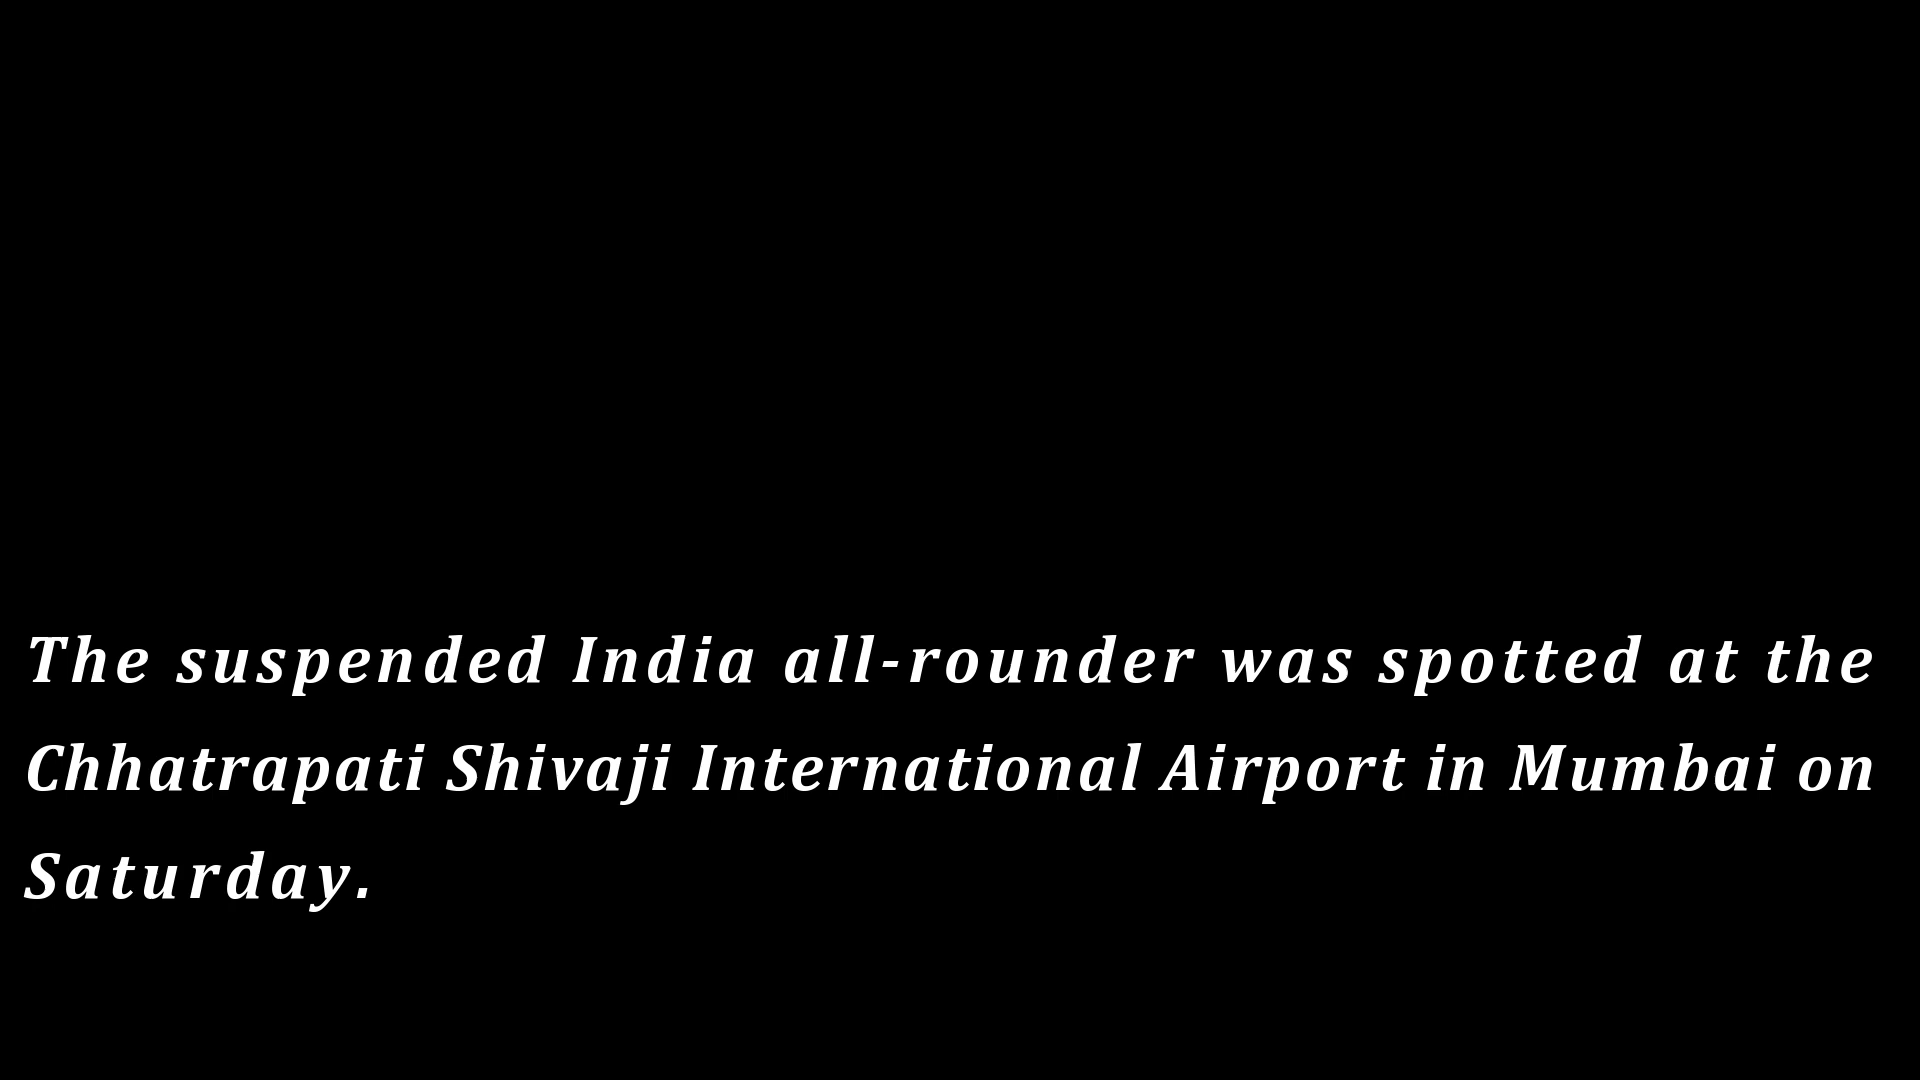 The suspended India all-rounder was spotted at the
Chhatrapati Shivaji International Airport in Mumbai on
Saturday.